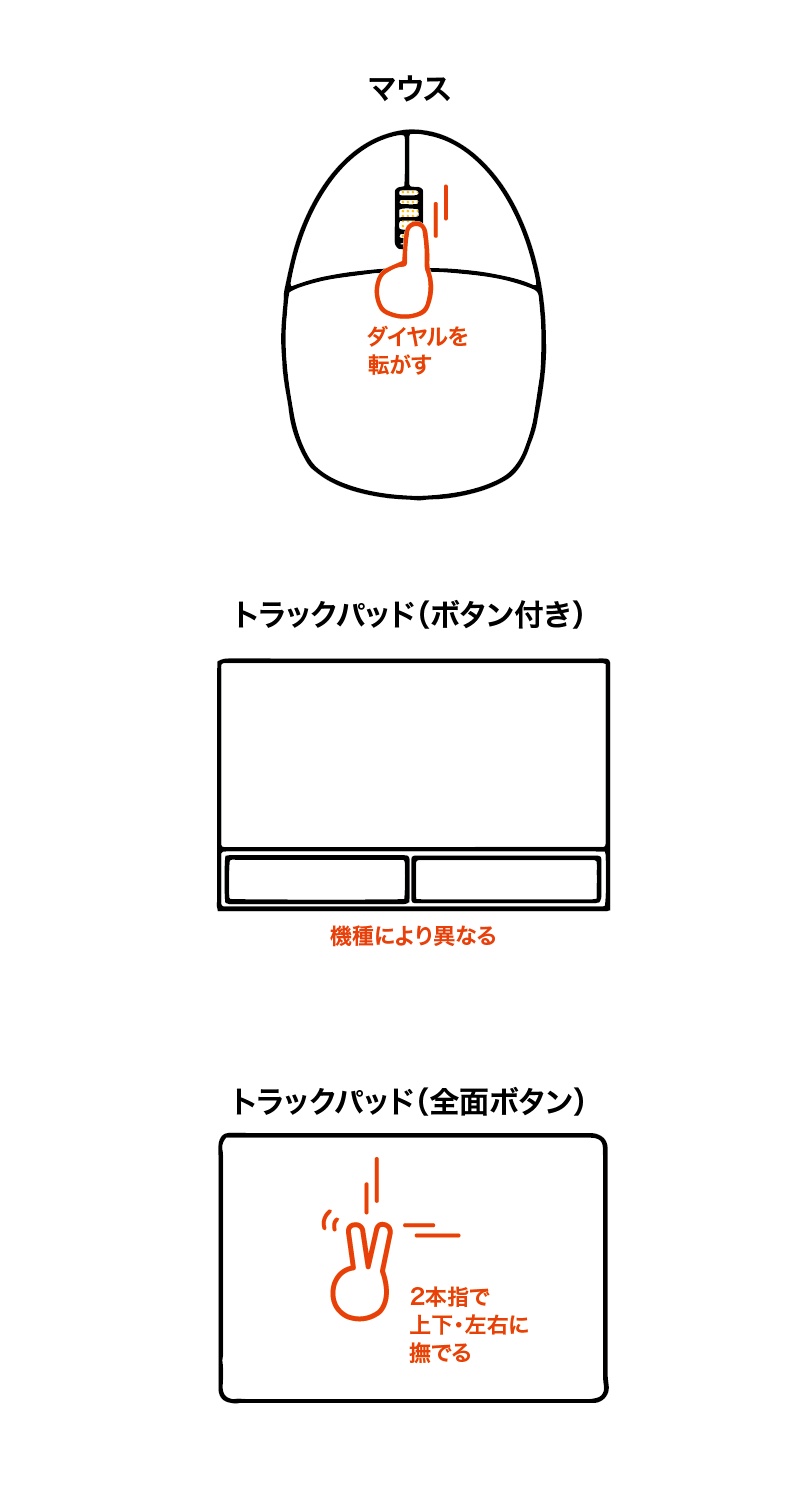 マウス
ダイヤルを
転がす
トラックパッド（ボタン付き）
機種により異なる
トラックパッド（全面ボタン）
2本指で
上下・左右に
撫でる